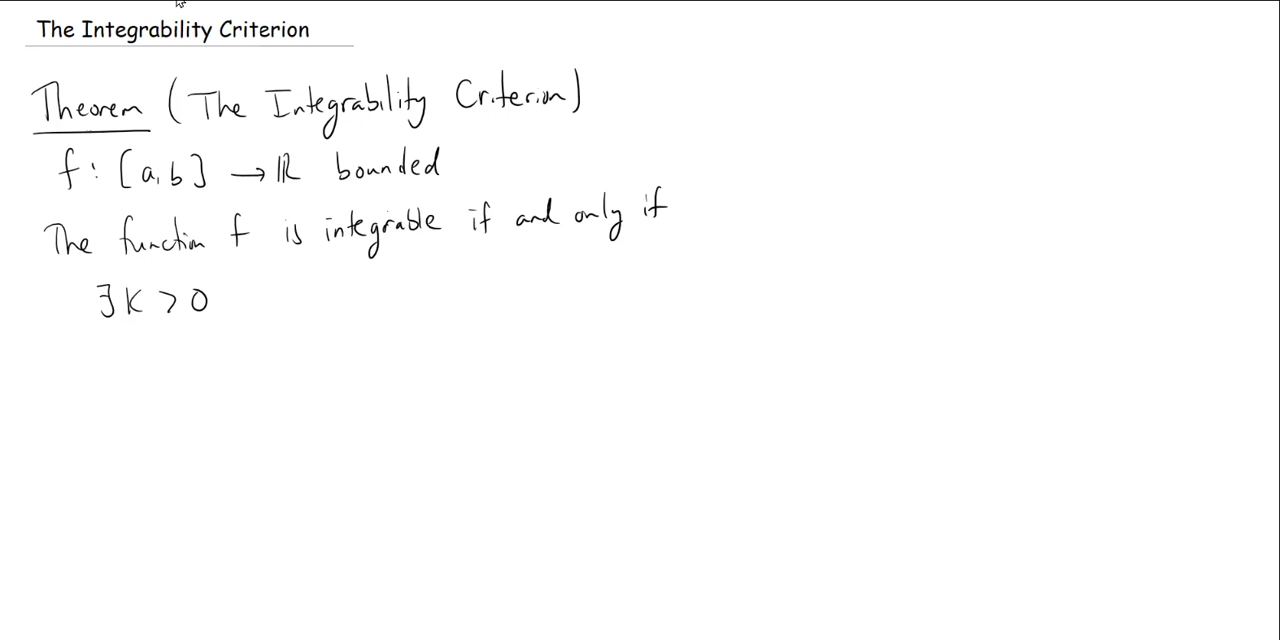 The Integrability Criterion
Theorem (The Integrability Criterion)
f : [a, b] → ℝ bounded
The function f is integrable if and only if
∃ K > 0